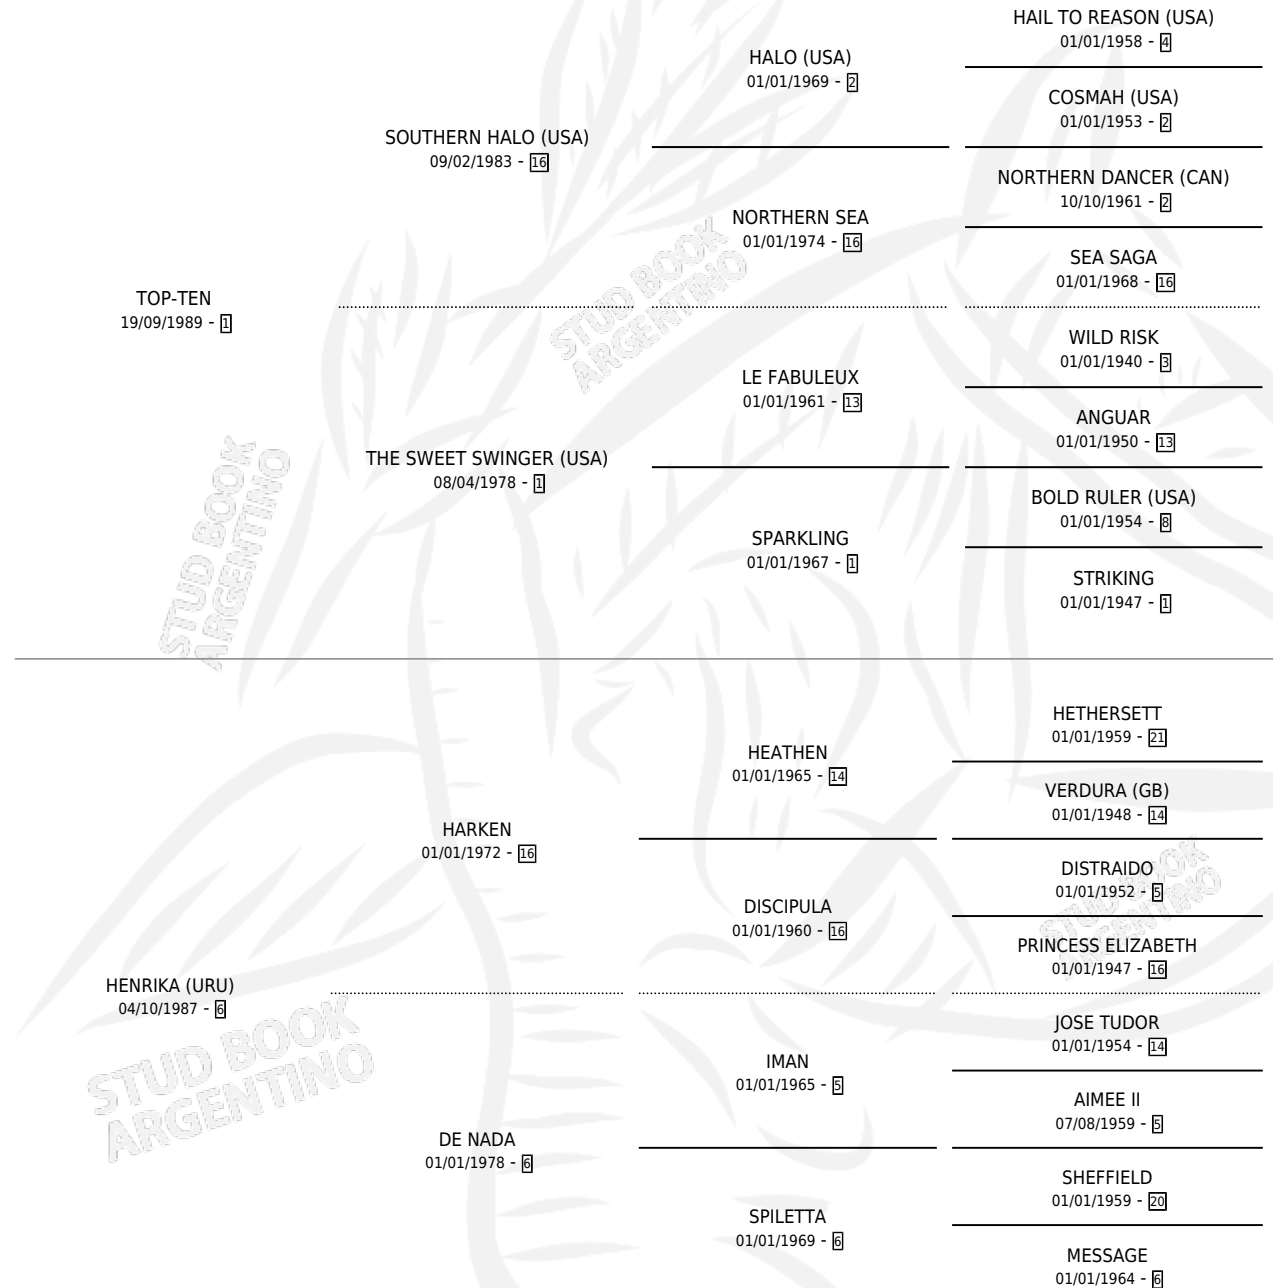 HAIL TO REASON (USA)
01/01/1958 - 4
HALO (USA)
01/01/1969 - 2
COSMAH (USA)
01/01/1953 - 2
SOUTHERN HALO (USA)
09/02/1983 - 16
NORTHERN DANCER (CAN)
10/10/1961 - 2
NORTHERN SEA
01/01/1974 - 16
SEA SAGA
01/01/1968 - 16
TOP-TEN
19/09/1989 - 1
WILD RISK
01/01/1940 - 3
LE FABULEUX
01/01/1961 - 13
ANGUAR
01/01/1950 - 13
THE SWEET SWINGER (USA)
08/04/1978 - 1
BOLD RULER (USA)
01/01/1954 - 8
SPARKLING
01/01/1967 - 1
STRIKING
01/01/1947 - 1
HETHERSETT
01/01/1959 - 21
HEATHEN
01/01/1965 - 14
VERDURA (GB)
01/01/1948 - 14
HARKEN
01/01/1972 - 16
DISTRAIDO
01/01/1952 - 5
DISCIPULA
01/01/1960 - 16
PRINCESS ELIZABETH
01/01/1947 - 16
HENRIKA (URU)
04/10/1987 - 6
JOSE TUDOR
01/01/1954 - 14
IMAN
01/01/1965 - 5
AIMEE II
07/08/1959 - 5
DE NADA
01/01/1978 - 6
SHEFFIELD
01/01/1959 - 20
SPILETTA
01/01/1969 - 6
MESSAGE
01/01/1964 - 6
STUD BOOK
ARGENTINO
STUD BOOK
ARGENTINO
STUD BOOK
ARGENTINO
STUD BOOK
ARGENTINO